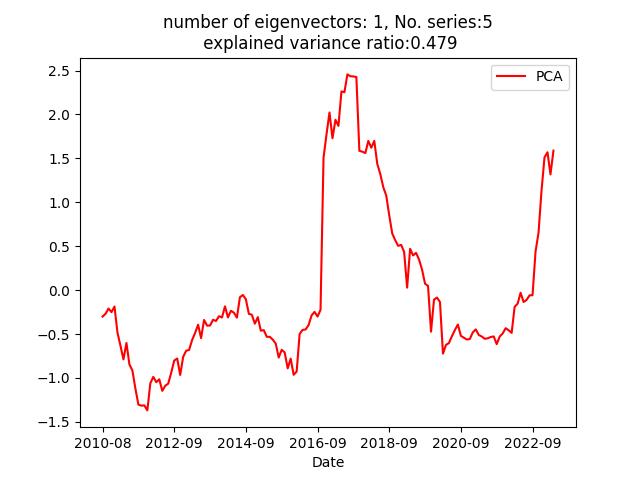 number of eigenvectors: 1, No. series:5
explained variance ratio:0.479
PCA
2.5
2.0
1.5
1.0
0.5
0.0
−0.5
−1.0
−1.5
2010-08 2012-09 2014-09 2016-09 2018-09 2020-09 2022-09
Date